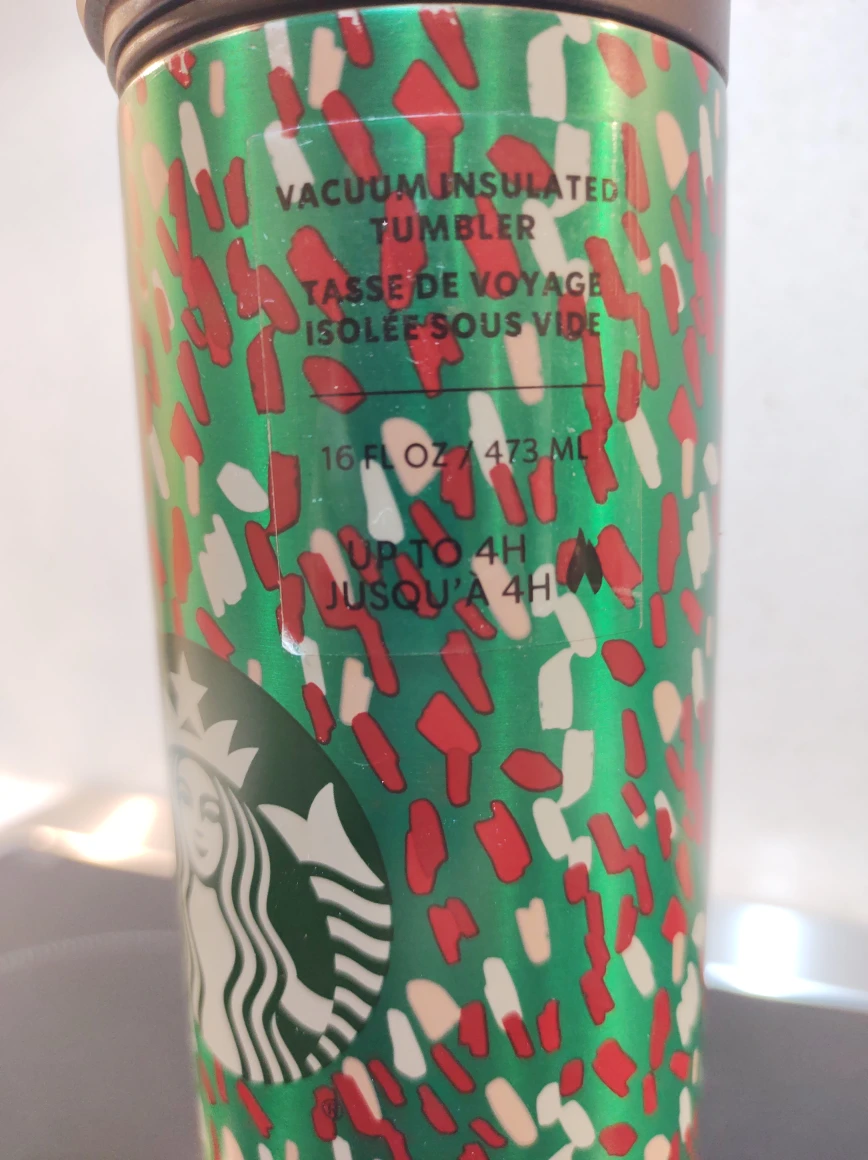 VACUUM INSULATED
TUMBLER
TASSE DE VOYAGE
ISOLÉE SOUS VIDE
16 FL OZ / 473 ML
UP TO 4H
JUSQU'À 4H
®